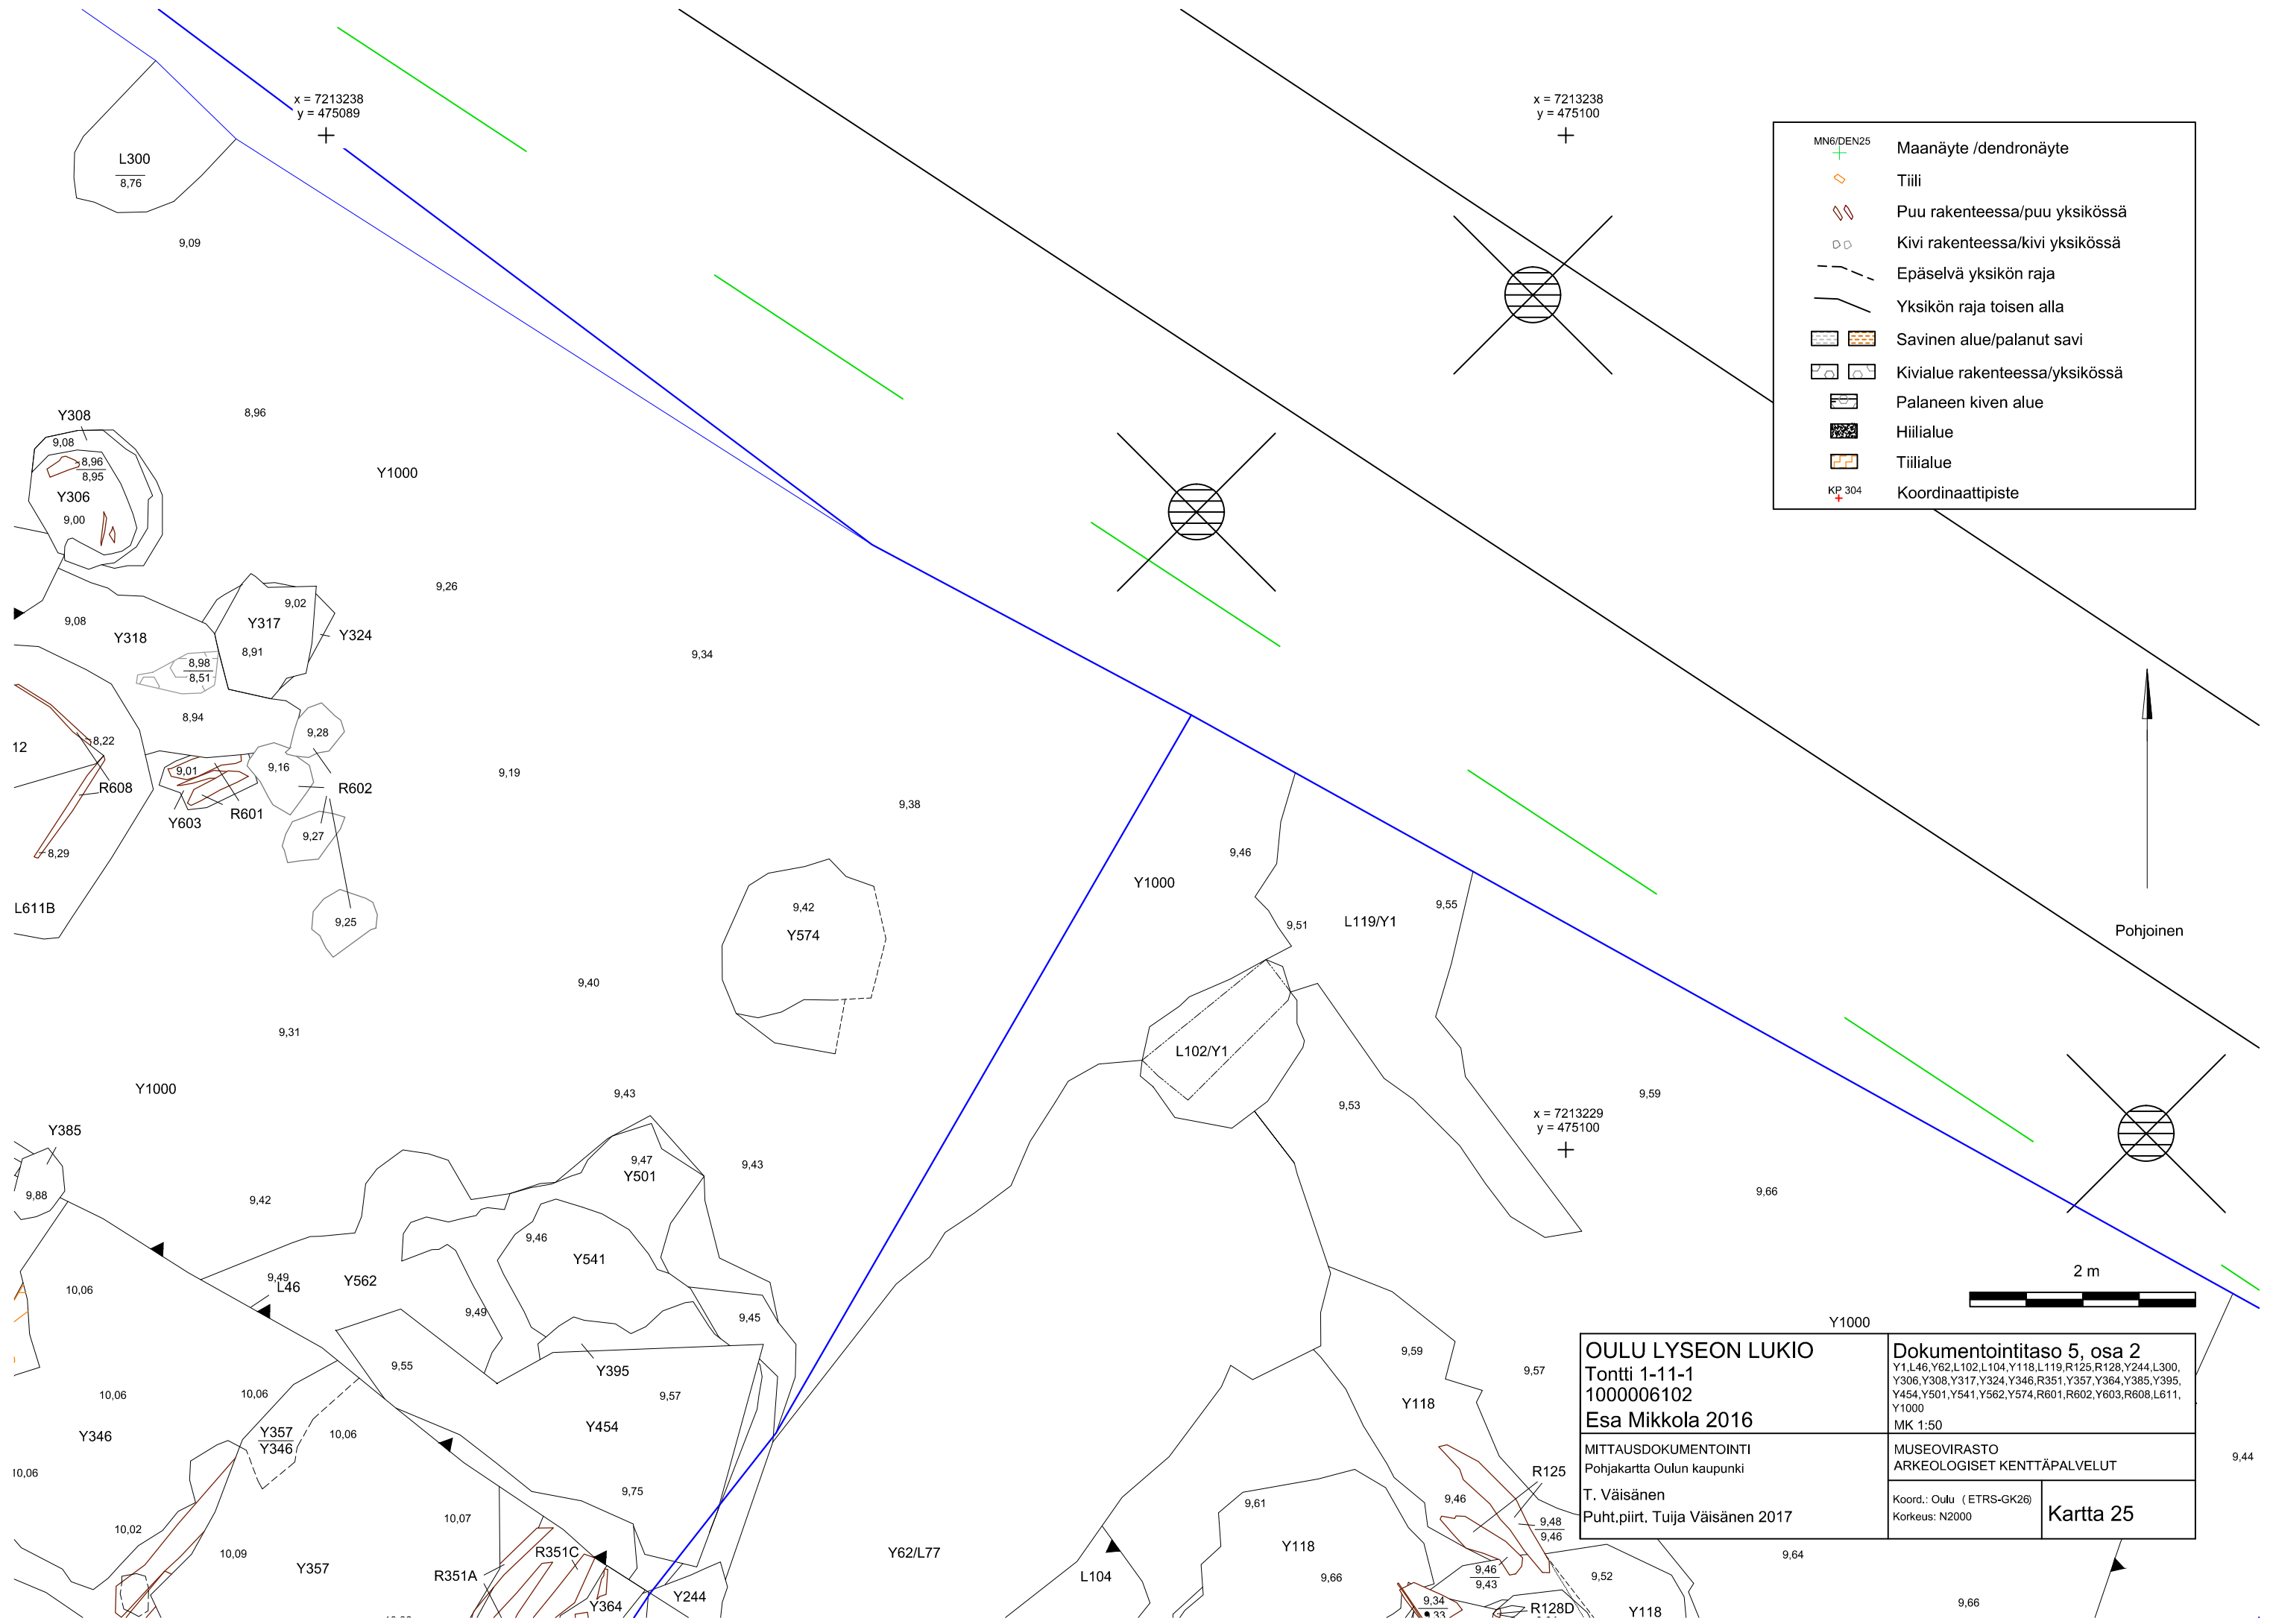 x = 7213238
y = 475089
x = 7213238
y = 475100
L300
8,76
9,09
MN6/DEN25
Maanäyte /dendronäyte
Tiili
Puu rakenteessa/puu yksikössä
Kivi rakenteessa/kivi yksikössä
Epäselvä yksikön raja
Yksikön raja toisen alla
Savinen alue/palanut savi
Kivialue rakenteessa/yksikössä
Palaneen kiven alue
Hiilialue
Tiilialue
KP 304
Koordinaattipiste
Y308
8,96
9,08
8,96
8,95
Y306
9,00
Y1000
9,26
9,02
Y317
Y324
9,08
Y318
8,91
8,98
8,51
9,34
8,94
9,28
12
8,22
9,01
9,16
9,19
R608
R602
R601
Y603
9,38
9,27
8,29
9,46
Y1000
L611B
9,25
9,42
Y574
9,51
L119/Y1
9,55
Pohjoinen
9,40
9,31
L102/Y1
Y1000
9,43
9,53
9,59
x = 7213229
y = 475100
Y385
9,88
9,42
9,47
Y501
9,43
9,66
9,46
Y541
10,06
9,49
L46
Y562
9,49
9,45
2 m
Y1000
9,55
Y395
9,59
9,57
10,06
10,06
9,57
Y118
Y346
Y357
Y346
10,06
Y454
10,06
9,75
9,61
9,46
R125
9,48
9,46
9,44
10,02
10,07
10,09
Y357
R351C
R351A
Y364
Y244
Y62/L77
L104
Y118
9,66
9,46
9,43
9,34
9,52
R128D
Y118
9,64
9,66
OULU LYSEON LUKIO
Tontti 1-11-1
1000006102
Esa Mikkola 2016
Dokumentointitaso 5, osa 2
Y1,L46,Y62,L102,L104,Y118,L119,R125,R128,Y244,L300,
Y306,Y308,Y317,Y324,Y346,R351,Y357,Y364,Y385,Y395,
Y454,Y501,Y541,Y562,Y574,R601,R602,Y603,R608,L611,
Y1000
MK 1:50
MITTAUSDOKUMENTOINTI
Pohjakartta Oulun kaupunki
T. Väisänen
Puht.piirt. Tuija Väisänen 2017
MUSEOVIRASTO
ARKEOLOGISET KENTTÄPALVELUT
Koord.: Oulu ( ETRS-GK26)
Korkeus: N2000
Kartta 25